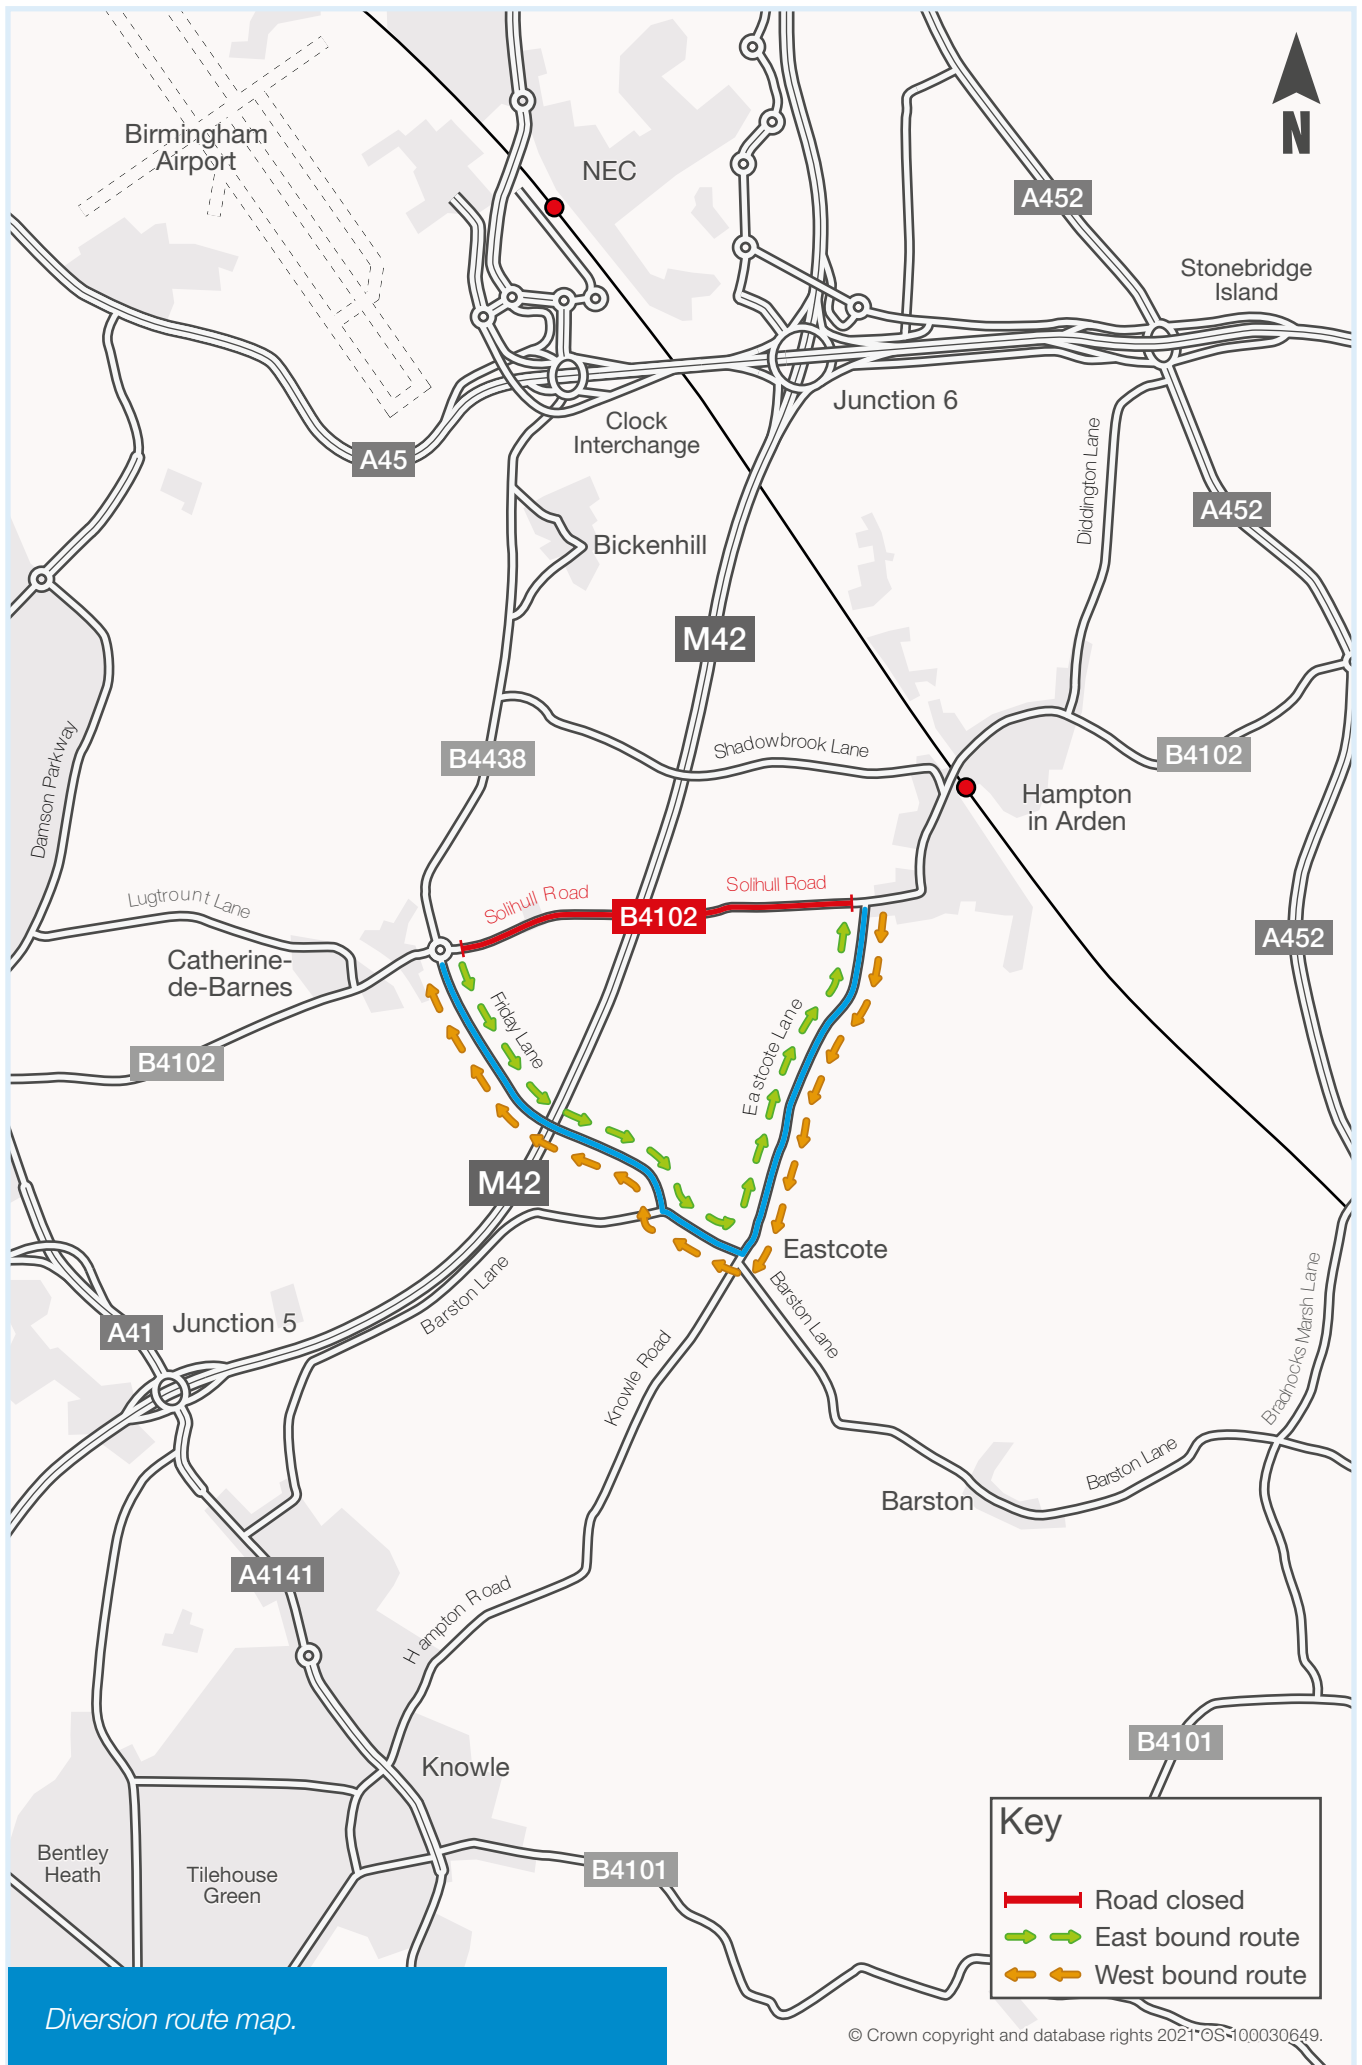 Birmingham
Airport
NEC
N
A452
Stonebridge
Island
Junction 6
Clock
Interchange
A45
Diddington Lane
A452
Bickenhill
M42
Shadowbrook Lane
B4438
B4102
Damson Parkway
Hampton
in Arden
Lugtrount Lane
Solihull Road
Solihull Road
B4102
A452
Catherine-
de-Barnes
Friday Lane
Eastcote Lane
B4102
M42
Eastcote
Barston Lane
Barston Lane
Bradnocks Marsh Lane
A41
Junction 5
Knowle Road
Barston Lane
Barston
A4141
Hampton Road
B4101
Knowle
Bentley
Heath
Tilehouse
Green
B4101
Key
Road closed
East bound route
West bound route
Diversion route map.
© Crown copyright and database rights 2021 OS 100030649.